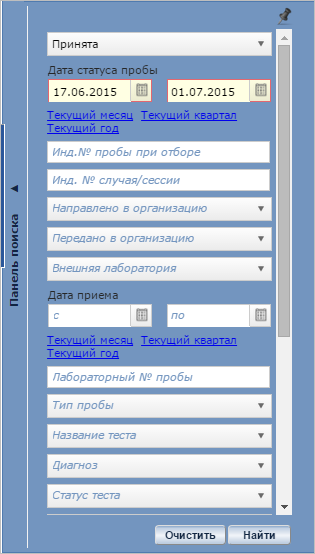 Принята
Дата статуса пробы
17.06.2015 01.07.2015
Текущий месяц Текущий квартал
Текущий год
Инд.№ пробы при отборе
Инд. № случая/сессии
Направлено в организацию
Передано в организацию
Внешняя лаборатория
Дата приема
с по
Текущий месяц Текущий квартал
Текущий год
Лабораторный № пробы
Тип пробы
Название теста
Диагноз
Статус теста
Очистить Найти
Панель поиска